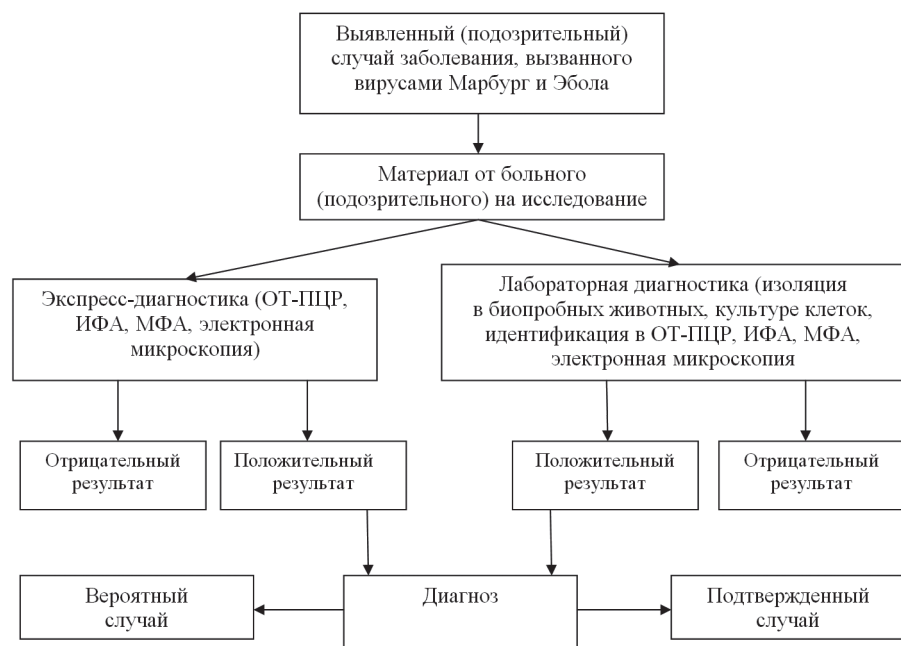 Выявленный (подозрительный)
случай заболевания, вызванного
вирусами Марбург и Эбола
Материал от больного
(подозрительного) на исследование
Экспресс-диагностика (ОТ-ПЦР,
ИФА, МФА, электронная
микроскопия)
Лабораторная диагностика (изоляция
в биопробных животных, культуре клеток,
идентификация в ОТ-ПЦР, ИФА, МФА,
электронная микроскопия
Отрицательный
результат
Положительный
результат
Положительный
результат
Отрицательный
результат
Вероятный
случай
Диагноз
Подтвержденный
случай